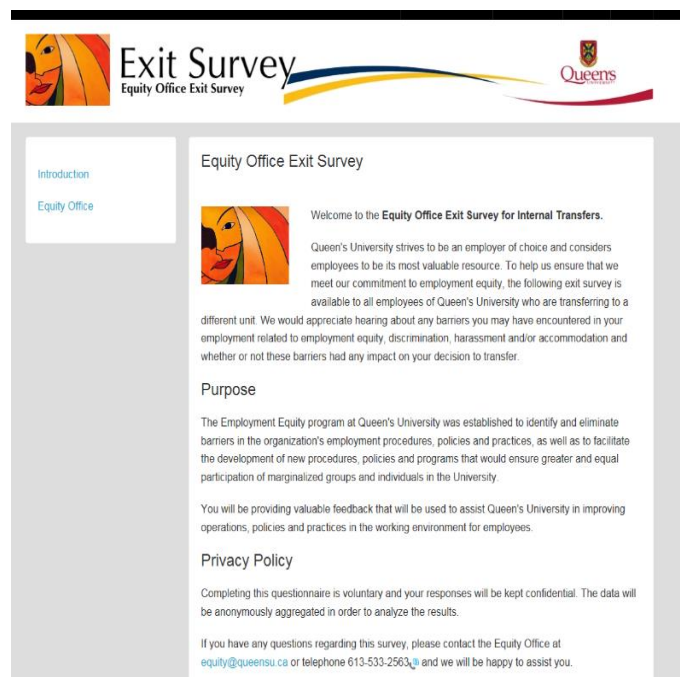 Exit Survey
Equity Office Exit Survey
Queen's
UNIVERSITY
Introduction
Equity Office
Equity Office Exit Survey
Welcome to the Equity Office Exit Survey for Internal Transfers.
Queen's University strives to be an employer of choice and considers
employees to be its most valuable resource. To help us ensure that we
meet our commitment to employment equity, the following exit survey is
available to all employees of Queen's University who are transferring to a
different unit. We would appreciate hearing about any barriers you may have encountered in your
employment related to employment equity, discrimination, harassment and/or accommodation and
whether or not these barriers had any impact on your decision to transfer.
Purpose
The Employment Equity program at Queen's University was established to identify and eliminate
barriers in the organization's employment procedures, policies and practices, as well as to facilitate
the development of new procedures, policies and programs that would ensure greater and equal
participation of marginalized groups and individuals in the University.
You will be providing valuable feedback that will be used to assist Queen's University in improving
operations, policies and practices in the working environment for employees.
Privacy Policy
Completing this questionnaire is voluntary and your responses will be kept confidential. The data will
be anonymously aggregated in order to analyze the results.
If you have any questions regarding this survey, please contact the Equity Office at
equity@queensu.ca or telephone 613-533-2563 and we will be happy to assist you.